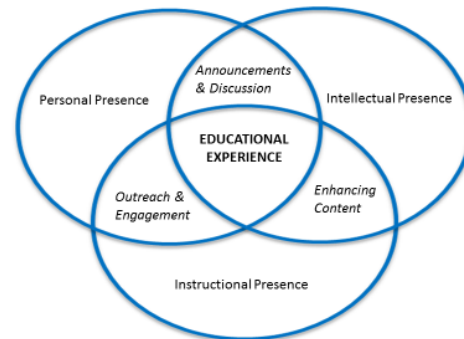 Announcements
& Discussion
Personal Presence
Intellectual Presence
EDUCATIONAL
EXPERIENCE
Outreach &
Engagement
Enhancing
Content
Instructional Presence